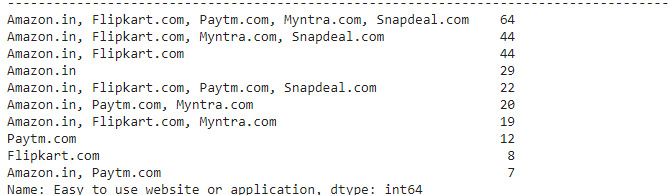 Amazon.in, Flipkart.com, Paytm.com, Myntra.com, Snapdeal.com    64
Amazon.in, Flipkart.com, Myntra.com, Snapdeal.com               44
Amazon.in, Flipkart.com                                         44
Amazon.in                                                       29
Amazon.in, Flipkart.com, Paytm.com, Snapdeal.com                22
Amazon.in, Paytm.com, Myntra.com                                20
Amazon.in, Flipkart.com, Myntra.com                             19
Paytm.com                                                       12
Flipkart.com                                                     8
Amazon.in, Paytm.com                                             7
Name: Easy to use website or application, dtype: int64